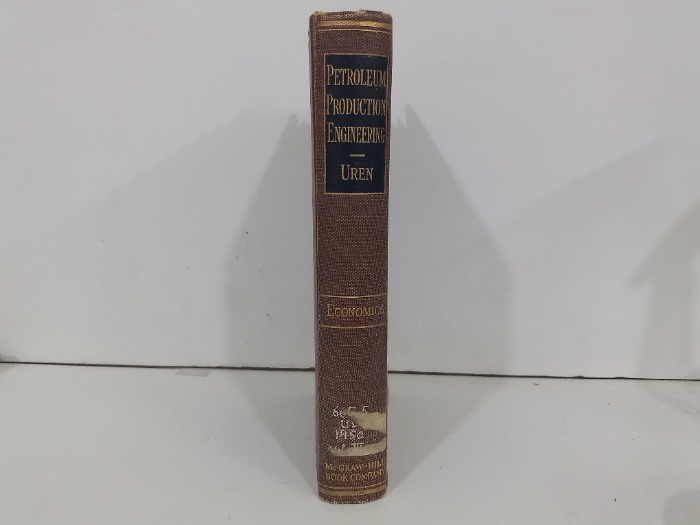 PETROLEUM
PRODUCTION
ENGINEERING
UREN
ECONOMICS
1950
MCGRAW-HILL
BOOK COMPANY